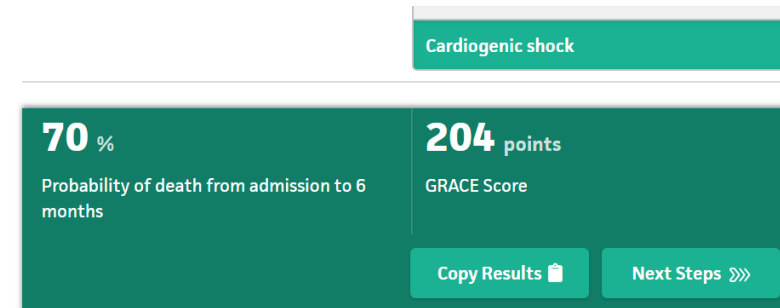 Cardiogenic shock
70 %
Probability of death from admission to 6
months
204 points
GRACE Score
Copy Results
Next Steps